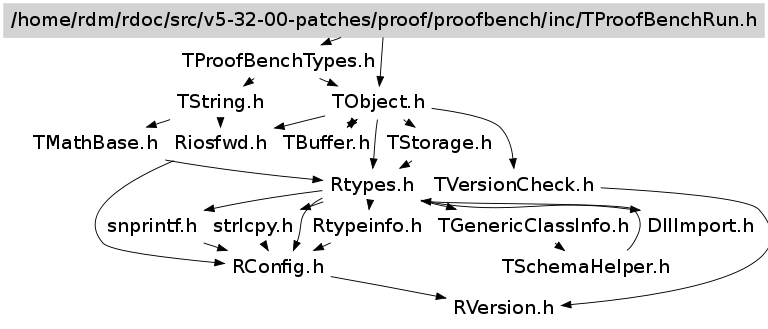 /home/rdm/rdoc/src/v5-32-00-patches/proof/proofbench/inc/TProofBenchRun.h
TProofBenchTypes.h
TString.h TObject.h
TMathBase.h Riosfwd.h TBuffer.h TStorage.h
Rtypes.h TVersionCheck.h
snprintf.h strlcpy.h Rtypeinfo.h TGenericClassInfo.h DllImport.h
RConfig.h TSchemaHelper.h
RVersion.h